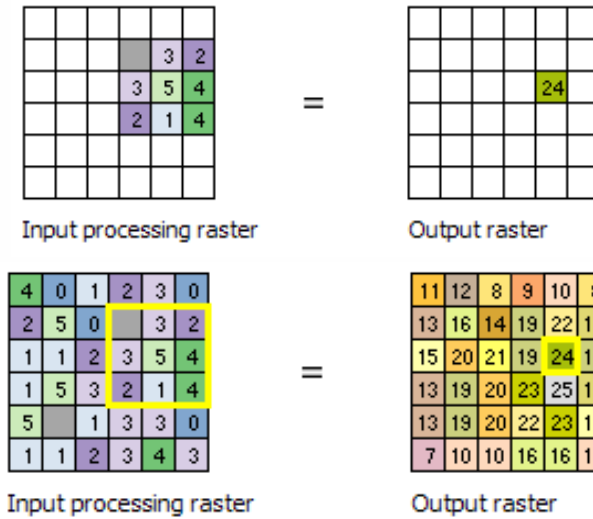 3 2
3 5 4
2 1 4
=
24
Input processing raster
Output raster
4 0 1 2 3 0
2 5 0 3 2
1 1 2 3 5 4
1 5 3 2 1 4
5 1 3 3 0
1 1 2 3 4 3
=
11 12 8 9 10
13 16 14 19 22
15 20 21 19 24
13 19 20 23 25
13 19 20 22 23
7 10 10 16 16
Input processing raster
Output raster